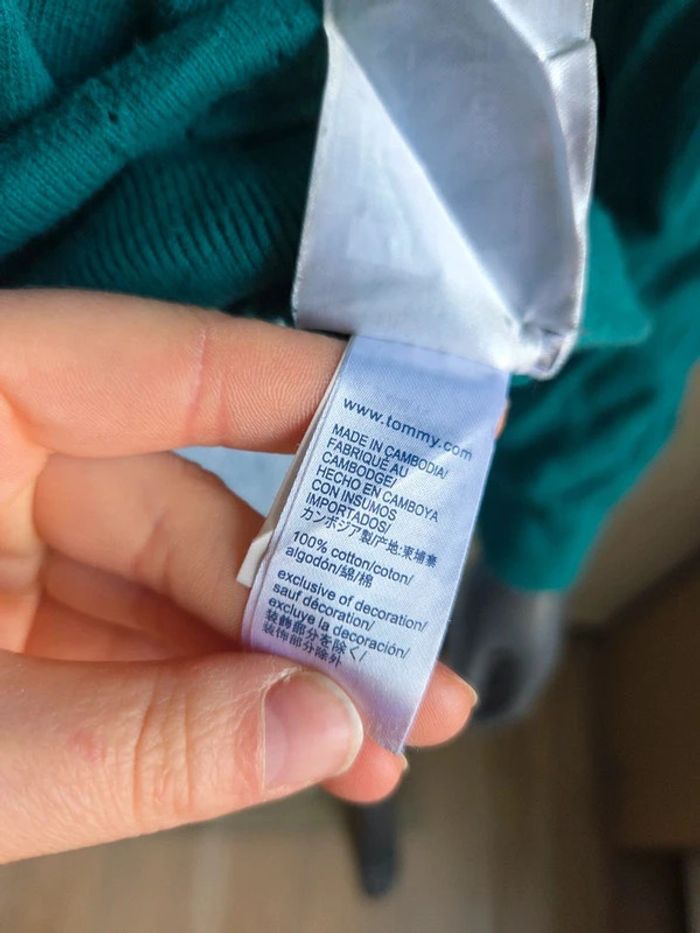 www.tommy.com
MADE IN CAMBODIA/
FABRIQUÉ AU
CAMBODGE/
HECHO EN CAMBOYA
CON INSUMOS
IMPORTADOS/
カンボジア製/产地:柬埔寨
100% cotton/coton/
algodón/綿/棉
exclusive of decoration/
sauf décoration/
excluye la decoración/
装飾部分を除く/
装饰部分除外